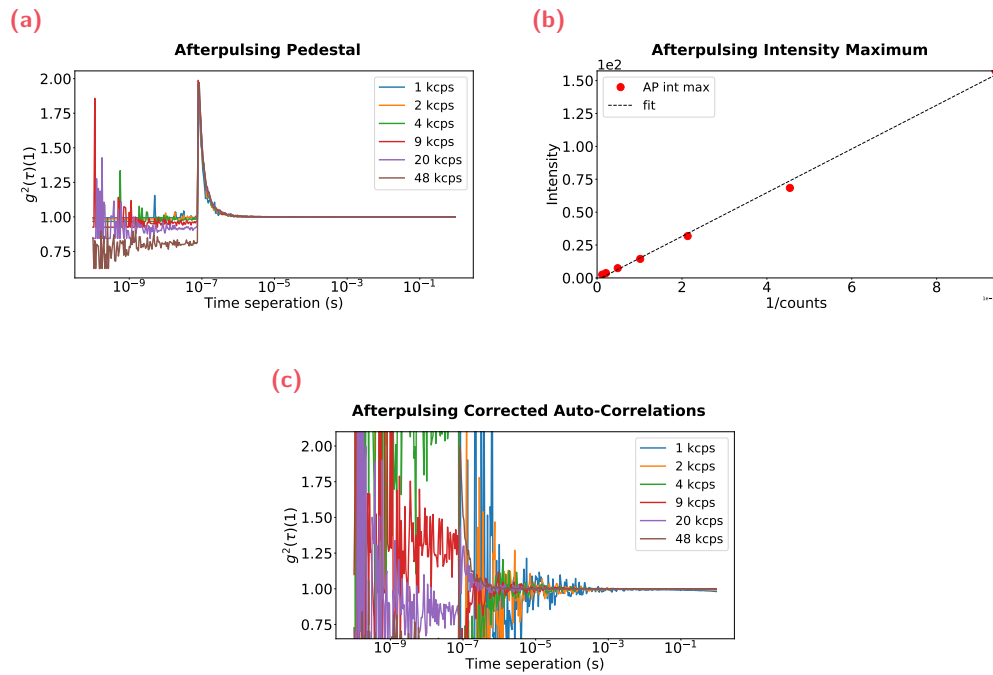 (a)
Afterpulsing Pedestal
2.00
1.75
1.50
1.25
1.00
0.75
g²(τ)(1)
1 kcps
2 kcps
4 kcps
9 kcps
20 kcps
48 kcps
10⁻⁹ 10⁻⁷ 10⁻⁵ 10⁻³ 10⁻¹
Time seperation (s)
(b)
Afterpulsing Intensity Maximum
1e2
1.50
1.25
1.00
0.75
0.50
0.25
0.00
Intensity
AP int max
fit
0 2 4 6 8
1/counts
(c)
Afterpulsing Corrected Auto-Correlations
2.00
1.75
1.50
1.25
1.00
0.75
g²(τ)(1)
1 kcps
2 kcps
4 kcps
9 kcps
20 kcps
48 kcps
10⁻⁹ 10⁻⁷ 10⁻⁵ 10⁻³ 10⁻¹
Time seperation (s)